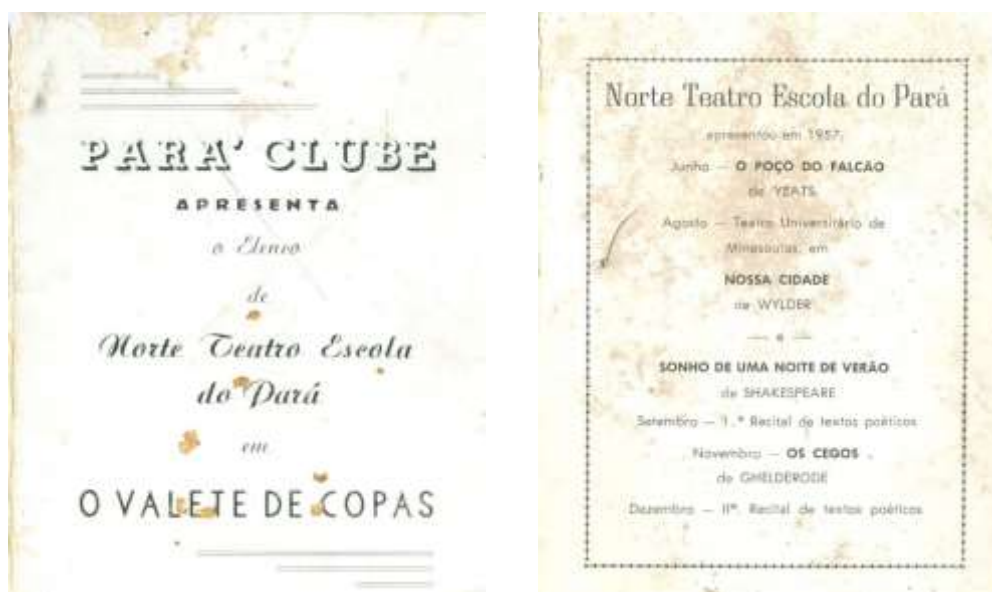 PARA' CLUBE
APRESENTA
o Elenco
de
Norte Teatro Escola
do Pará
em
O VALETE DE COPAS
Norte Teatro Escola do Pará
apresentou em 1957:
Junho — O POÇO DO FALCÃO
de YEATS
Agosto — Teatro Universitário de
Minesoutas, em
NOSSA CIDADE
de WYLDER
— e —
SONHO DE UMA NOITE DE VERÃO
de SHAKESPEARE
Setembro — 1.º Recital de textos poéticos
Novembro — OS CEGOS
de GHELDERODE
Dezembro — IIº. Recital de textos poéticos